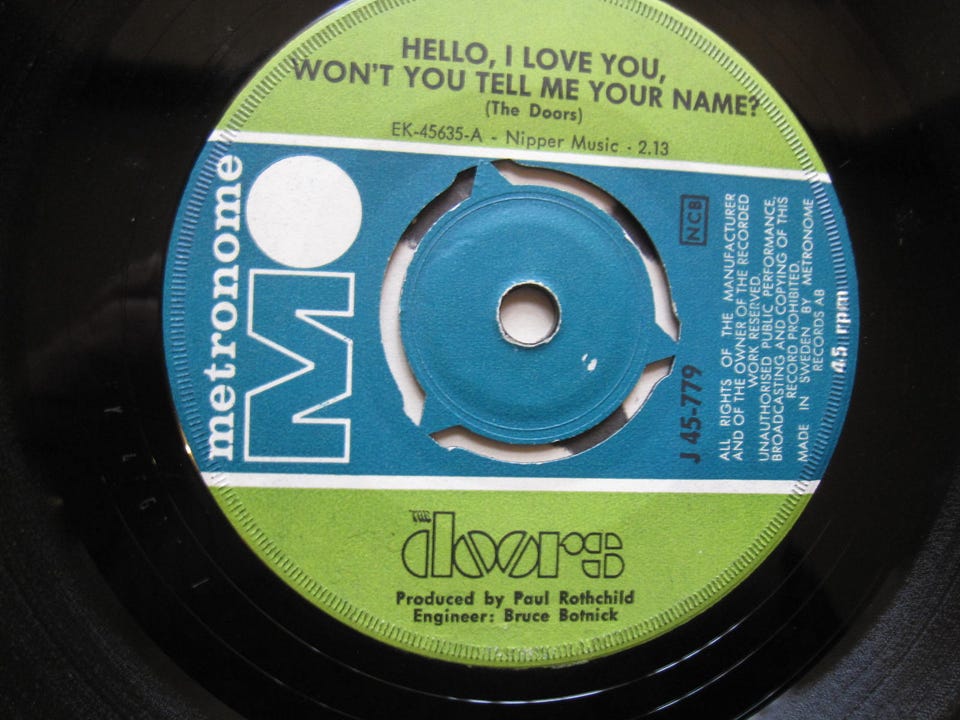 HELLO, I LOVE YOU,
WON'T YOU TELL ME YOUR NAME?
(The Doors)
EK-45635-A - Nipper Music - 2.13
metronome
M
NCB
J 45-779
ALL RIGHTS OF THE MANUFACTURER
AND OF THE OWNER OF THE RECORDED
WORK RESERVED.
UNAUTHORISED PUBLIC PERFORMANCE,
BROADCASTING AND COPYING OF THIS
RECORD PROHIBITED.
MADE IN SWEDEN BY METRONOME
RECORDS AB
45 rpm
THE
doors
Produced by Paul Rothchild
Engineer: Bruce Botnick